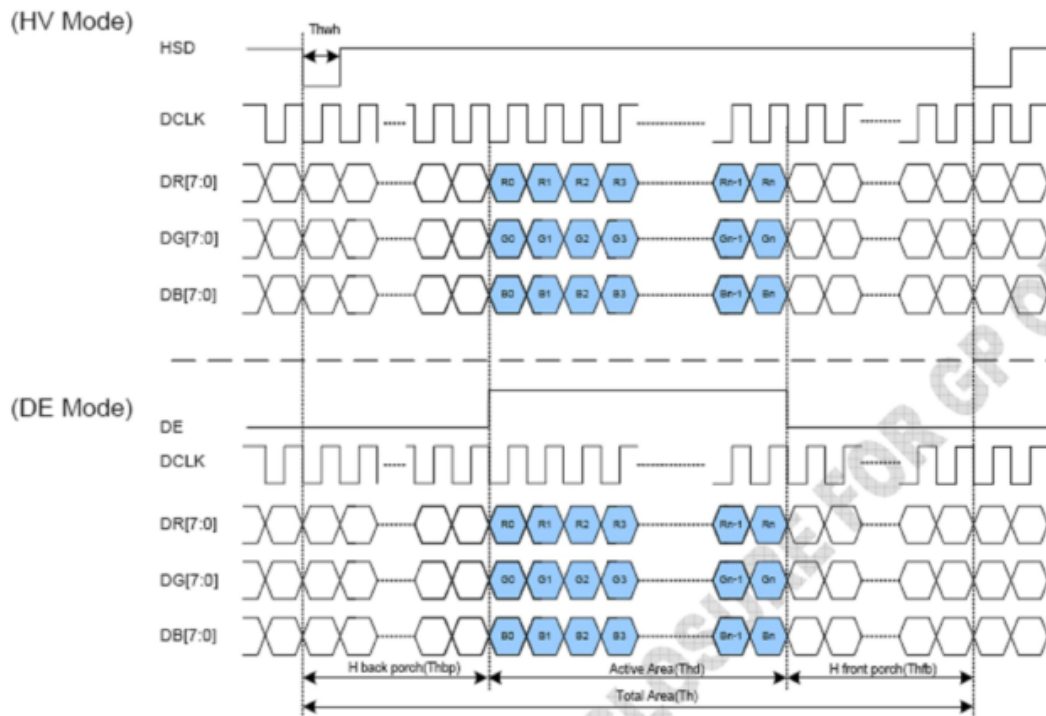 (HV Mode)
Thwh
HSD
DCLK
DR[7:0] R0 R1 R2 R3 Rn-1 Rn
DG[7:0] G0 G1 G2 G3 Gn-1 Gn
DB[7:0] B0 B1 B2 B3 Bn-1 Bn
(DE Mode)
DE
DCLK
DR[7:0] R0 R1 R2 R3 Rn-1 Rn
DG[7:0] G0 G1 G2 G3 Gn-1 Gn
DB[7:0] B0 B1 B2 B3 Bn-1 Bn
H back porch(Thbp) Active Area(Thd) H front porch(Thfb)
Total Area(Th)
FOR GP